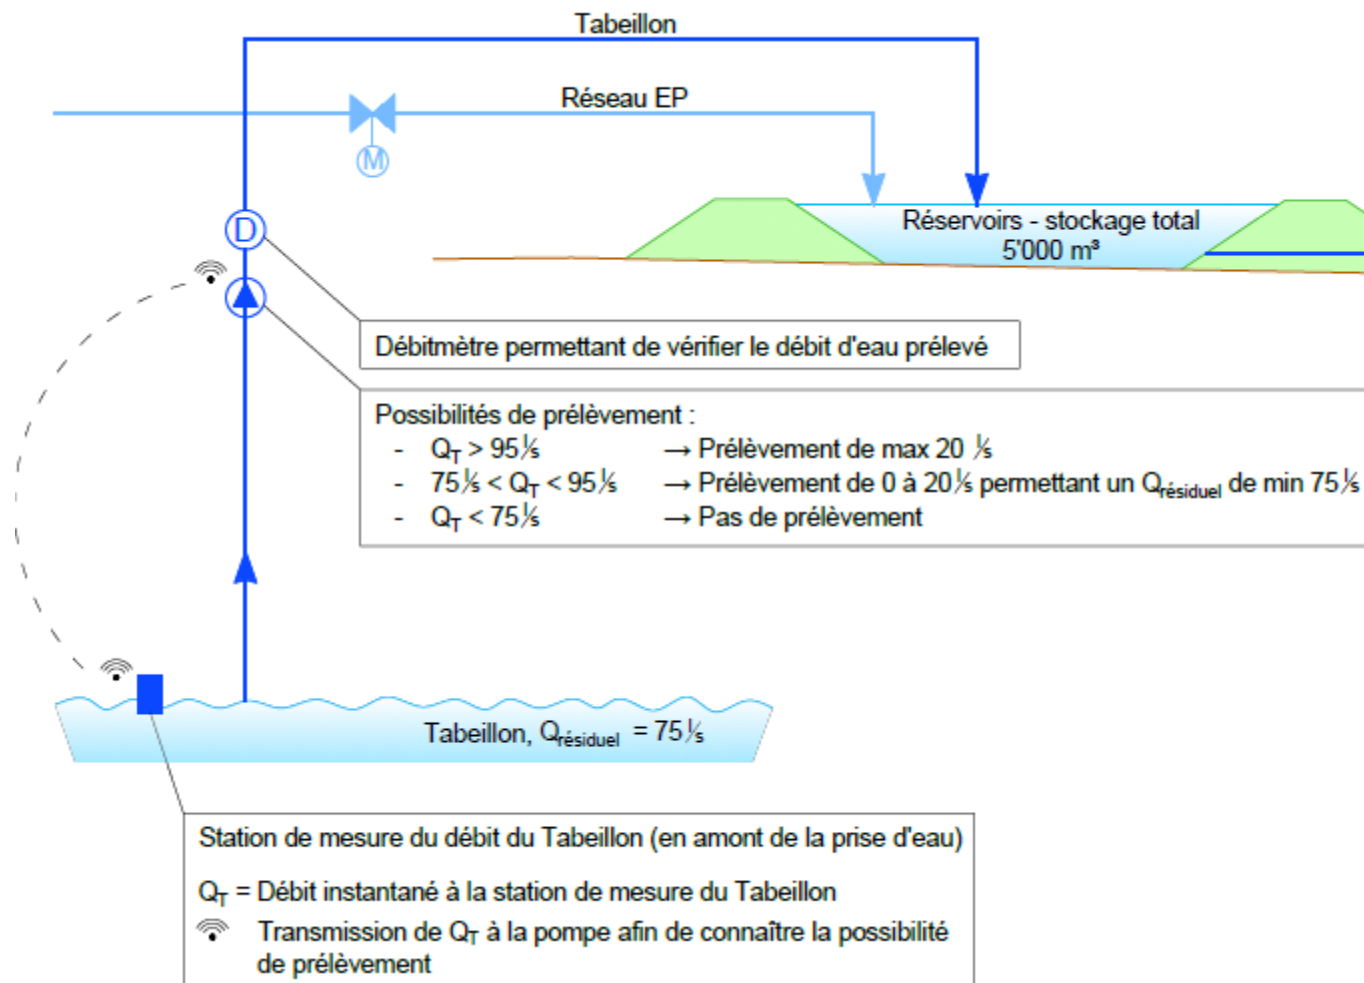 Tabeillon
Réseau EP
M
D
Réservoirs - stockage total
5'000 m³
Débitmètre permettant de vérifier le débit d'eau prélevé
Possibilités de prélèvement :
- Q_T > 95 l/s → Prélèvement de max 20 l/s
- 75 l/s < Q_T < 95 l/s → Prélèvement de 0 à 20 l/s permettant un Q_résiduel de min 75 l/s
- Q_T < 75 l/s → Pas de prélèvement
Tabeillon, Q_résiduel = 75 l/s
Station de mesure du débit du Tabeillon (en amont de la prise d'eau)
Q_T = Débit instantané à la station de mesure du Tabeillon
Transmission de Q_T à la pompe afin de connaître la possibilité
de prélèvement